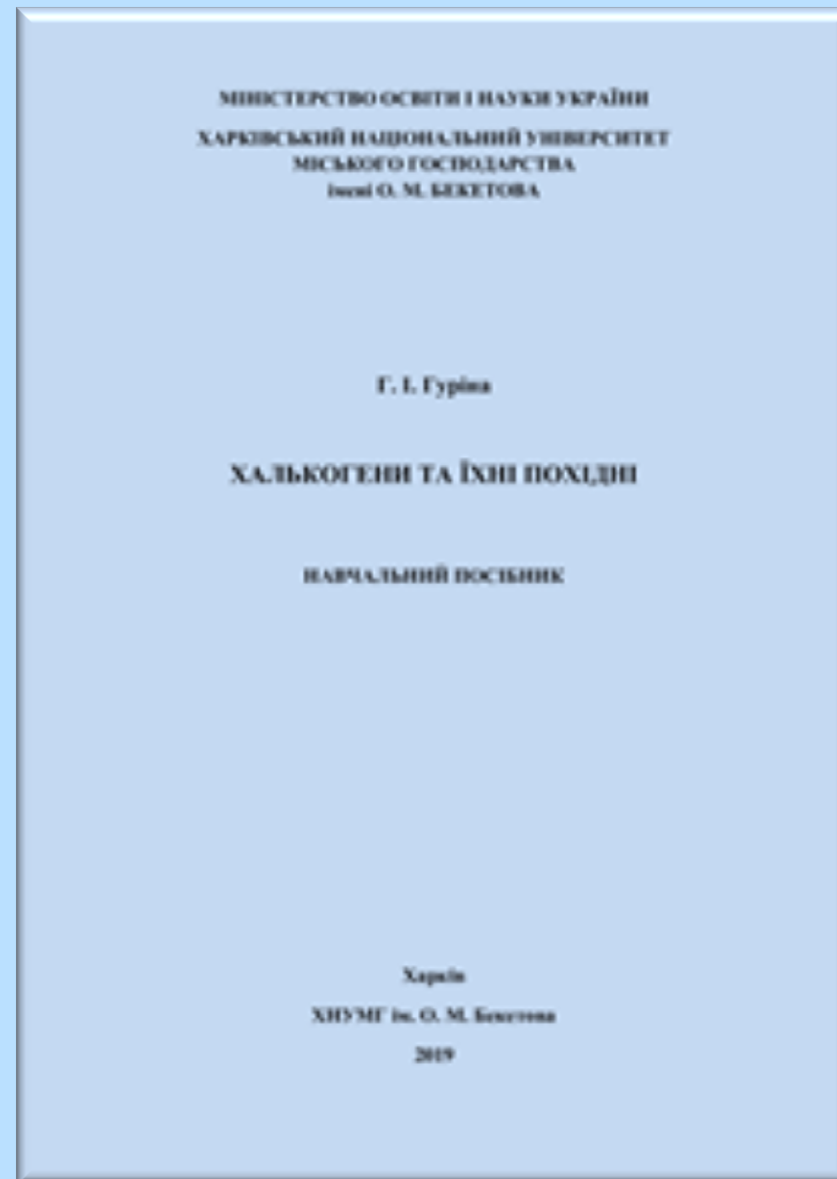 МІНІСТЕРСТВО ОСВІТИ І НАУКИ УКРАЇНИ
ХАРКІВСЬКИЙ НАЦІОНАЛЬНИЙ УНІВЕРСИТЕТ
МІСЬКОГО ГОСПОДАРСТВА
імені О. М. БЕКЕТОВА
Г. І. Гуріна
ХАЛЬКОГЕНИ ТА ЇХНІ ПОХІДНІ
НАВЧАЛЬНИЙ ПОСІБНИК
Харків
ХНУМГ ім. О. М. Бекетова
2019